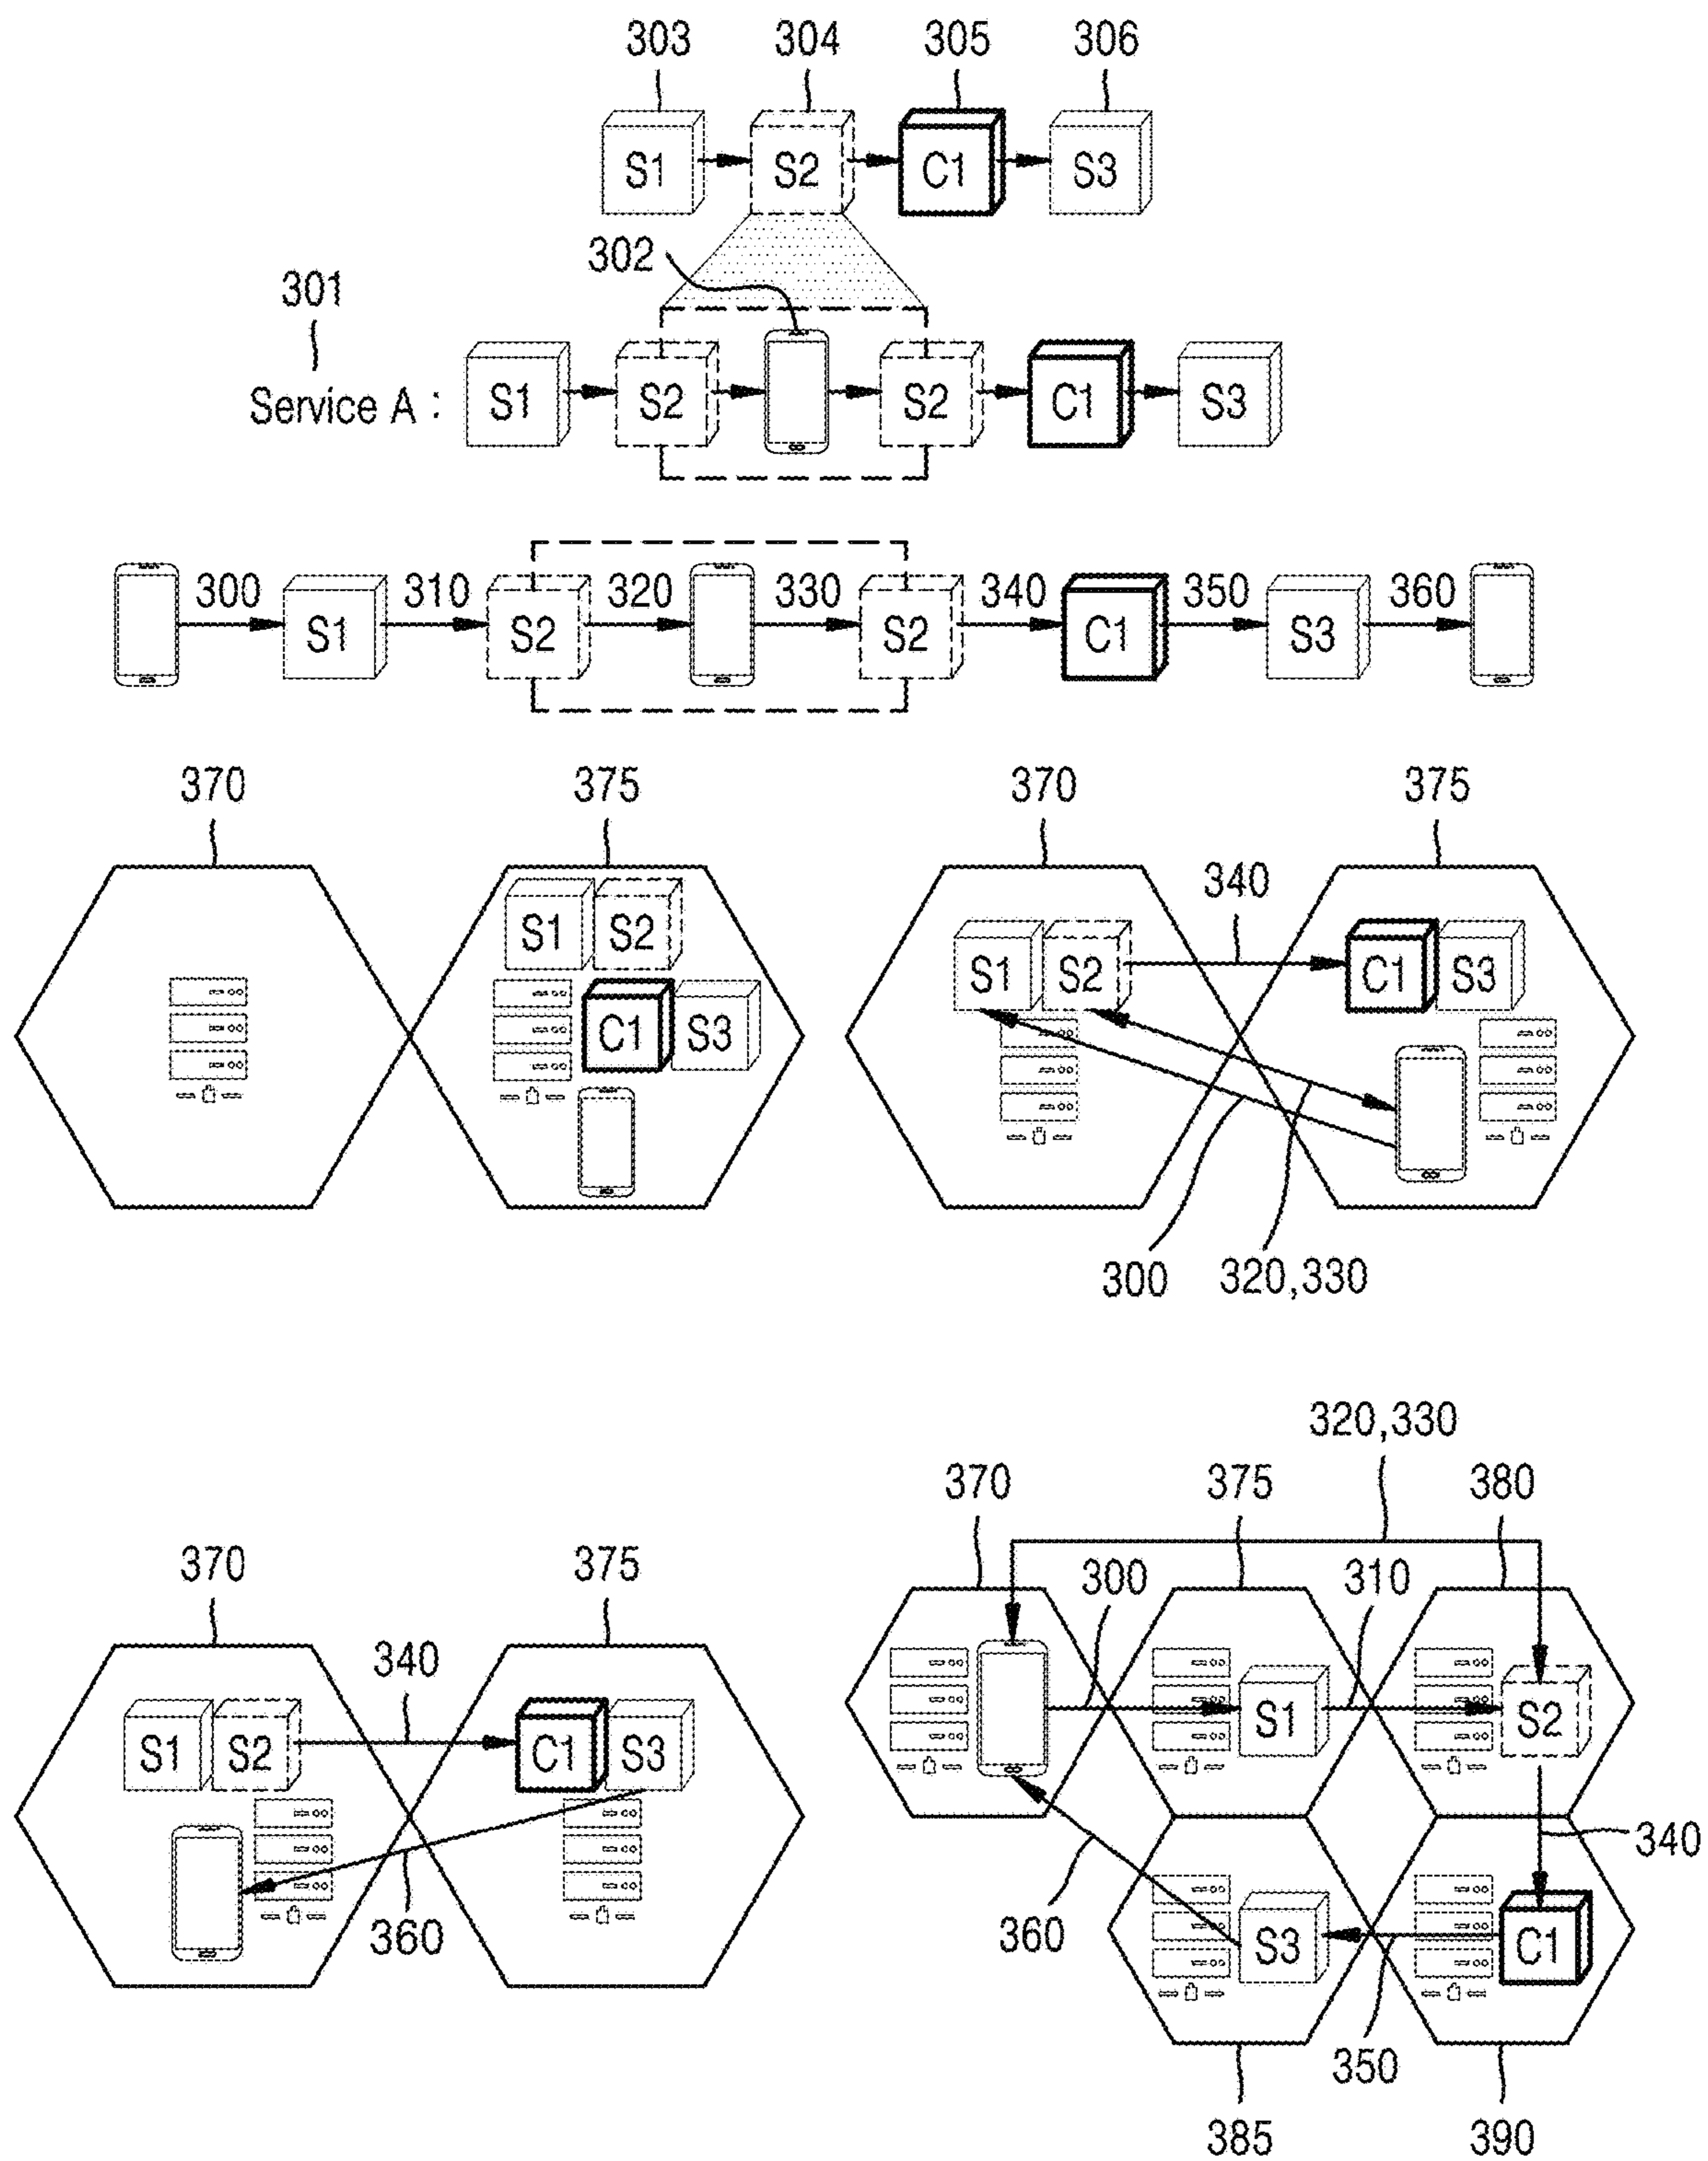 303 304 305 306
S1 S2 C1 S3
302
301
Service A : S1 S2 S2 C1 S3
300 310 320 330 340 350 360
S1 S2 S2 C1 S3
370 375
S1 S2
C1 S3
370 375
340
S1 S2 C1 S3
300 320,330
370 375
340
S1 S2 C1 S3
360
320,330
370 375 380
300 310
S1 S2
340
360 S3 C1
350
385 390